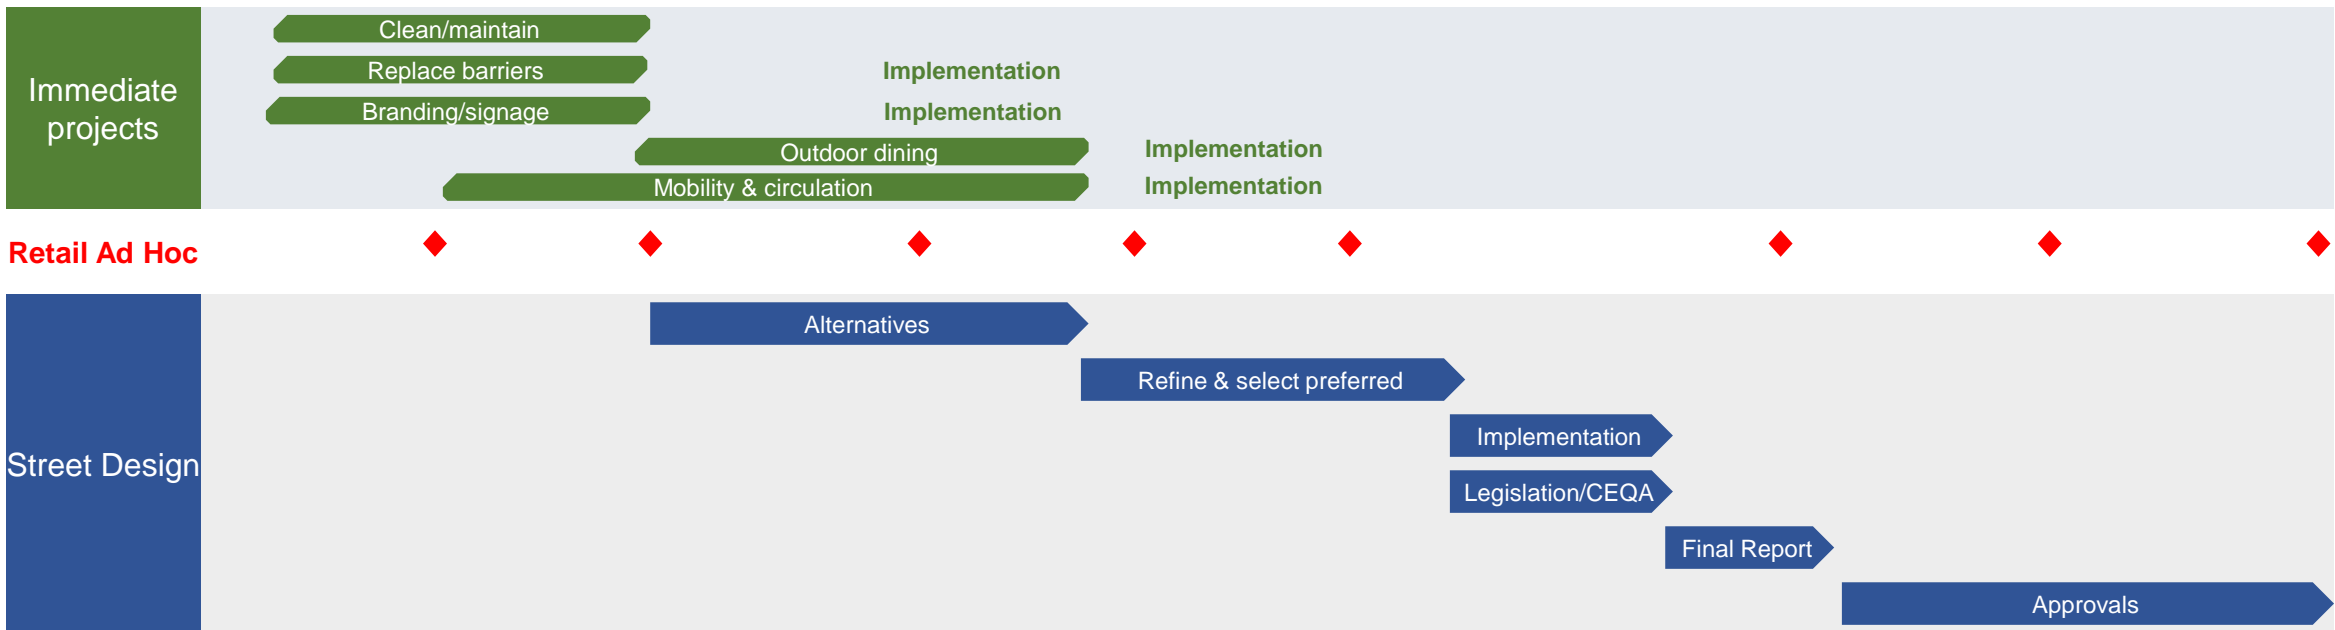 Immediate
projects
Clean/maintain
Replace barriers
Implementation
Branding/signage
Implementation
Outdoor dining
Implementation
Mobility & circulation
Implementation
Retail Ad Hoc
Street Design
Alternatives
Refine & select preferred
Implementation
Legislation/CEQA
Final Report
Approvals